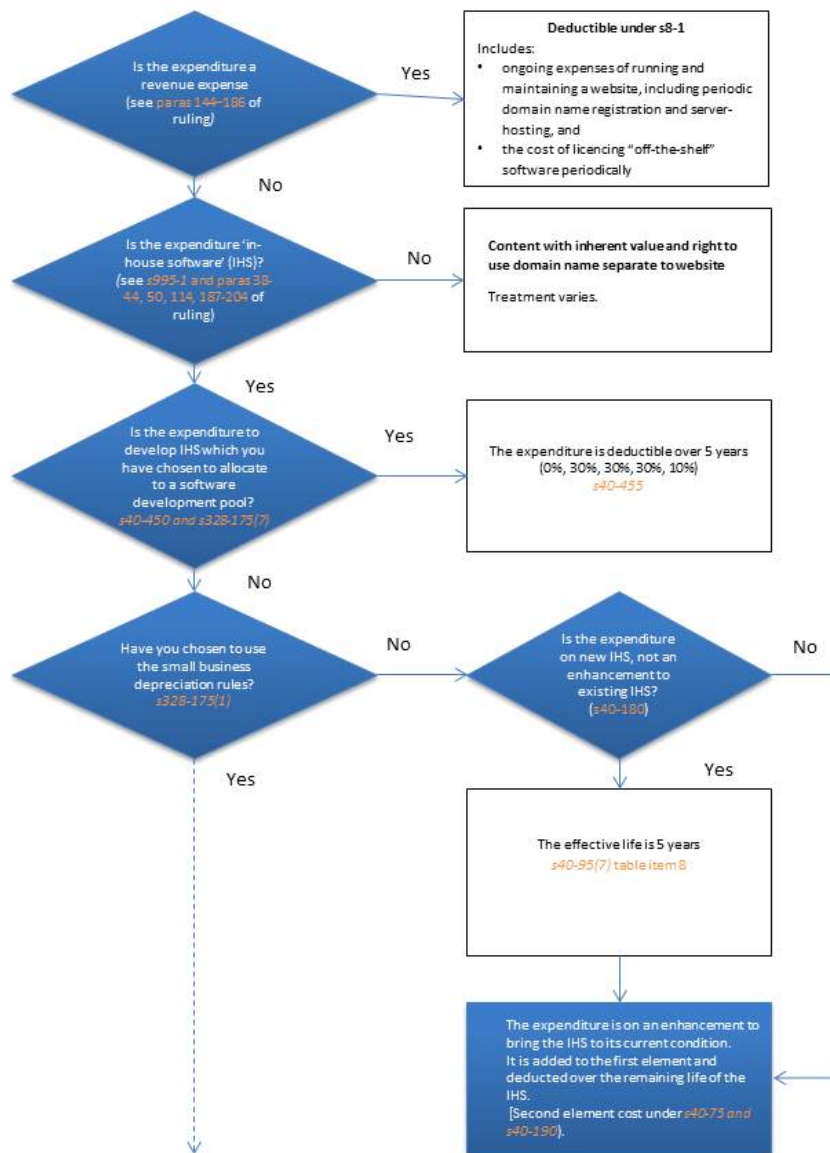 Is the expenditure a
revenue expense
(see paras 144–186 of
ruling)
Yes
Deductible under s8-1
Includes:
• ongoing expenses of running and
maintaining a website, including periodic
domain name registration and server-
hosting, and
• the cost of licencing “off-the-shelf”
software periodically
No
Is the expenditure ‘in-
house software’ (IHS)?
(see s995-1 and paras 38-
44, 50, 114, 187-204 of
ruling)
No
Content with inherent value and right to
use domain name separate to website
Treatment varies.
Yes
Is the expenditure to
develop IHS which you
have chosen to allocate
to a software
development pool?
s40-450 and s328-175(7)
Yes
The expenditure is deductible over 5 years
(0%, 30%, 30%, 30%, 10%)
s40-455
No
Have you chosen to use
the small business
depreciation rules?
s328-175(1)
No
Is the expenditure
on new IHS, not an
enhancement to
existing IHS?
(s40-180)
No
Yes
Yes
The effective life is 5 years
s40-95(7) table item 8
The expenditure is on an enhancement to
bring the IHS to its current condition.
It is added to the first element and
deducted over the remaining life of the
IHS.
[Second element cost under s40-75 and
s40-190).